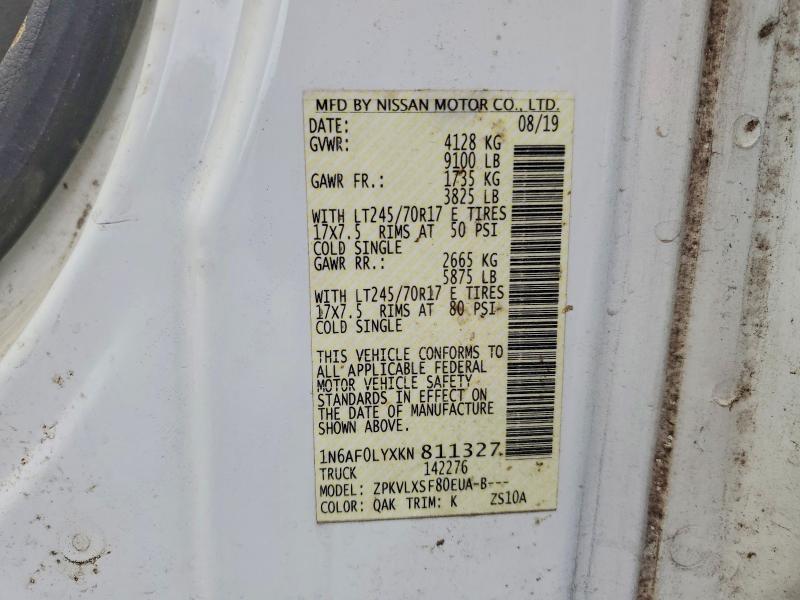 MFD BY NISSAN MOTOR CO., LTD.
DATE: 08/19
GVWR: 4128 KG
9100 LB
GAWR FR.: 1735 KG
3825 LB
WITH LT245/70R17 E TIRES
17X7.5 RIMS AT 50 PSI
COLD SINGLE
GAWR RR.: 2665 KG
5875 LB
WITH LT245/70R17 E TIRES
17X7.5 RIMS AT 80 PSI
COLD SINGLE
THIS VEHICLE CONFORMS TO
ALL APPLICABLE FEDERAL
MOTOR VEHICLE SAFETY
STANDARDS IN EFFECT ON
THE DATE OF MANUFACTURE
SHOWN ABOVE.
1N6AF0LYXKN811327
TRUCK 142276
MODEL: ZPKVLXSF80EUA-B---
COLOR: QAK TRIM: K ZS10A